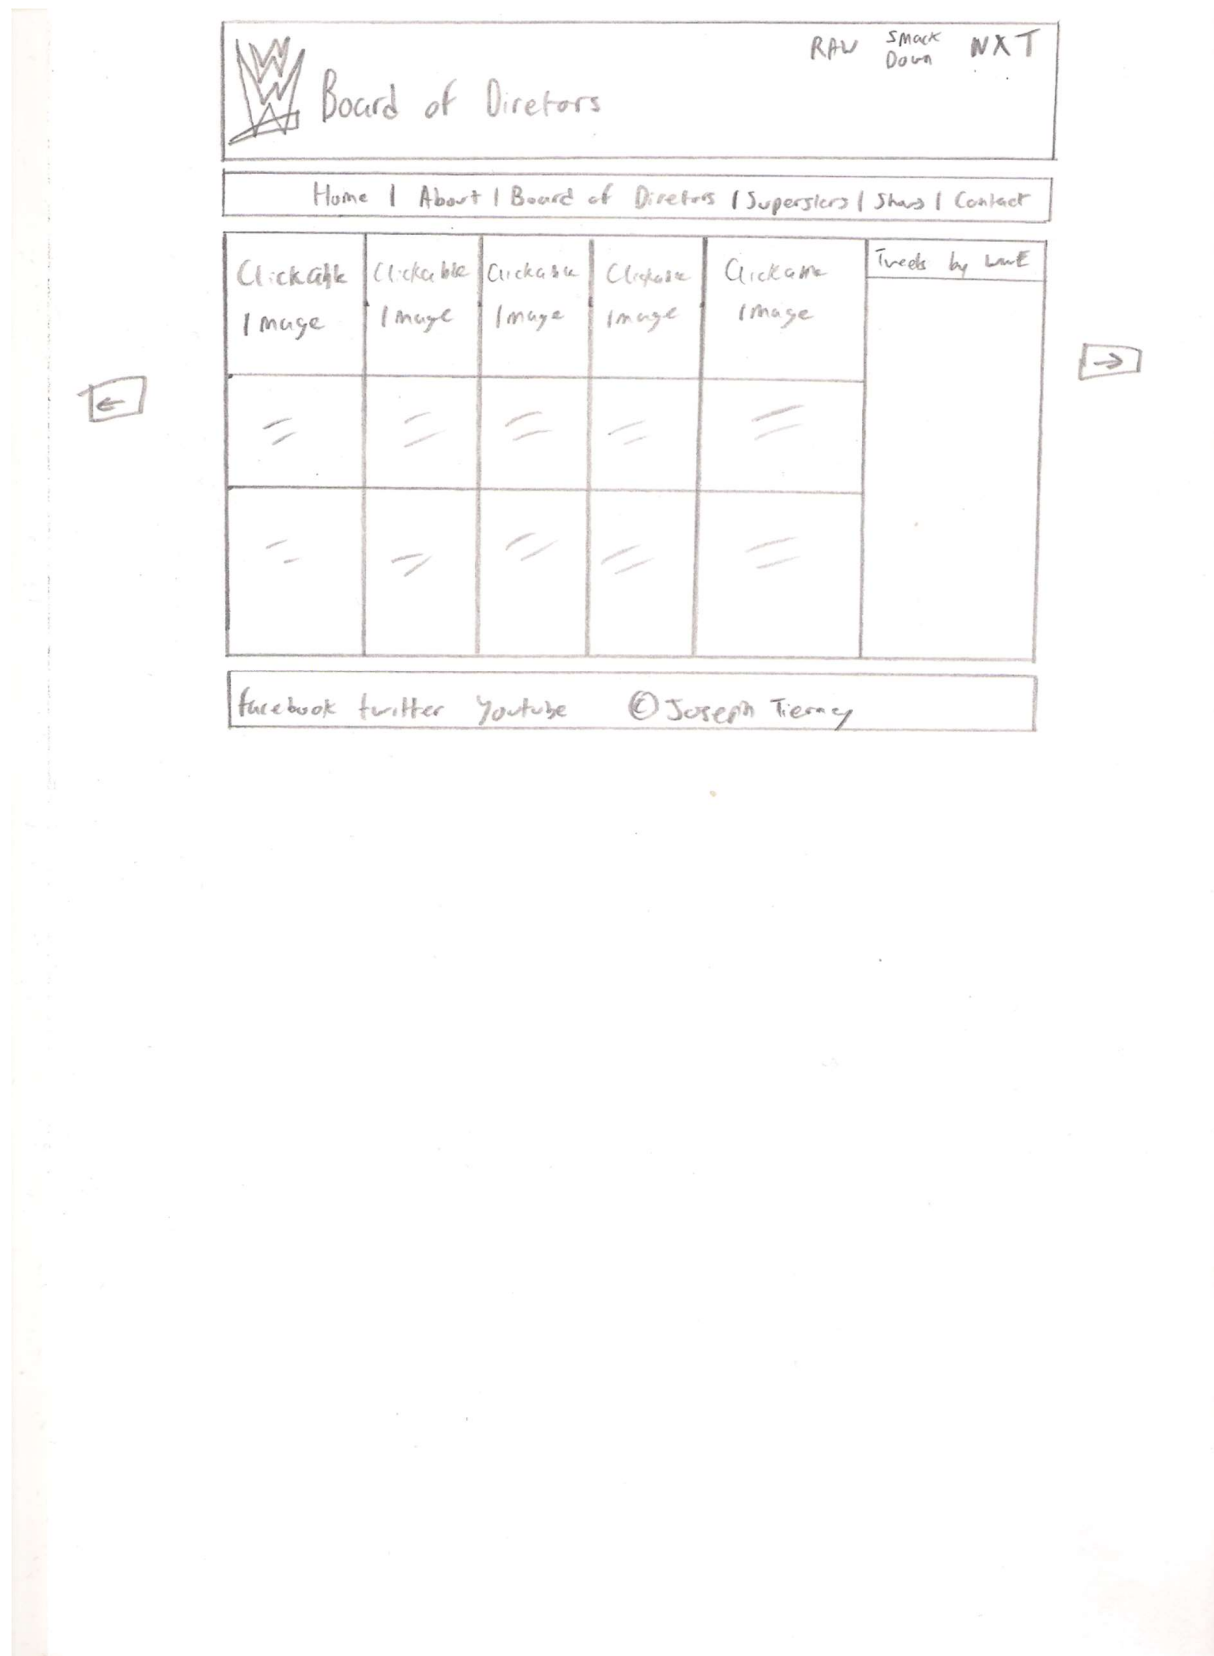 RAW Smack Down NXT
Board of Diretors
Home | About | Board of Diretors | Superstars | Shows | Contact
Clickable Image
Clickable Image
Clickable Image
Clickable Image
Clickable Image
Tweets by WWE
facebook twitter Youtube © Joseph Tierney